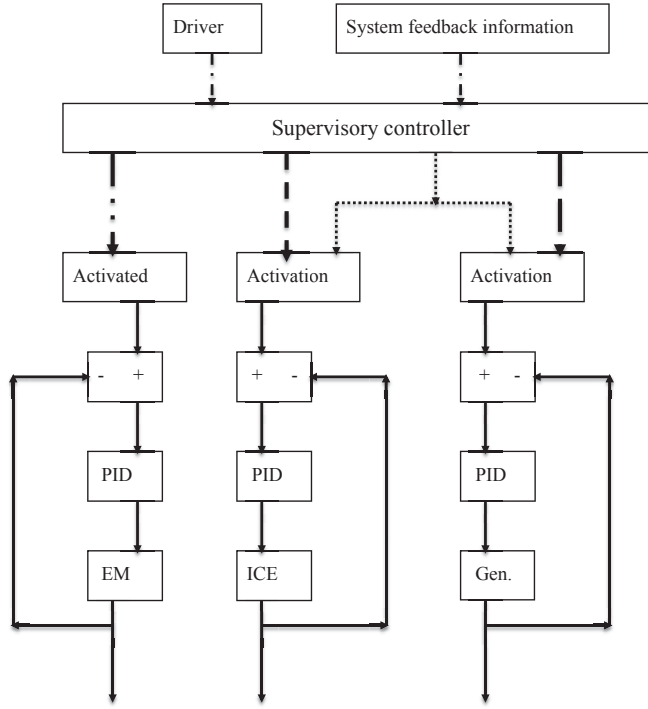 Driver
System feedback information
Supervisory controller
Activated
Activation
Activation
- +
+ -
+ -
PID
PID
PID
EM
ICE
Gen.